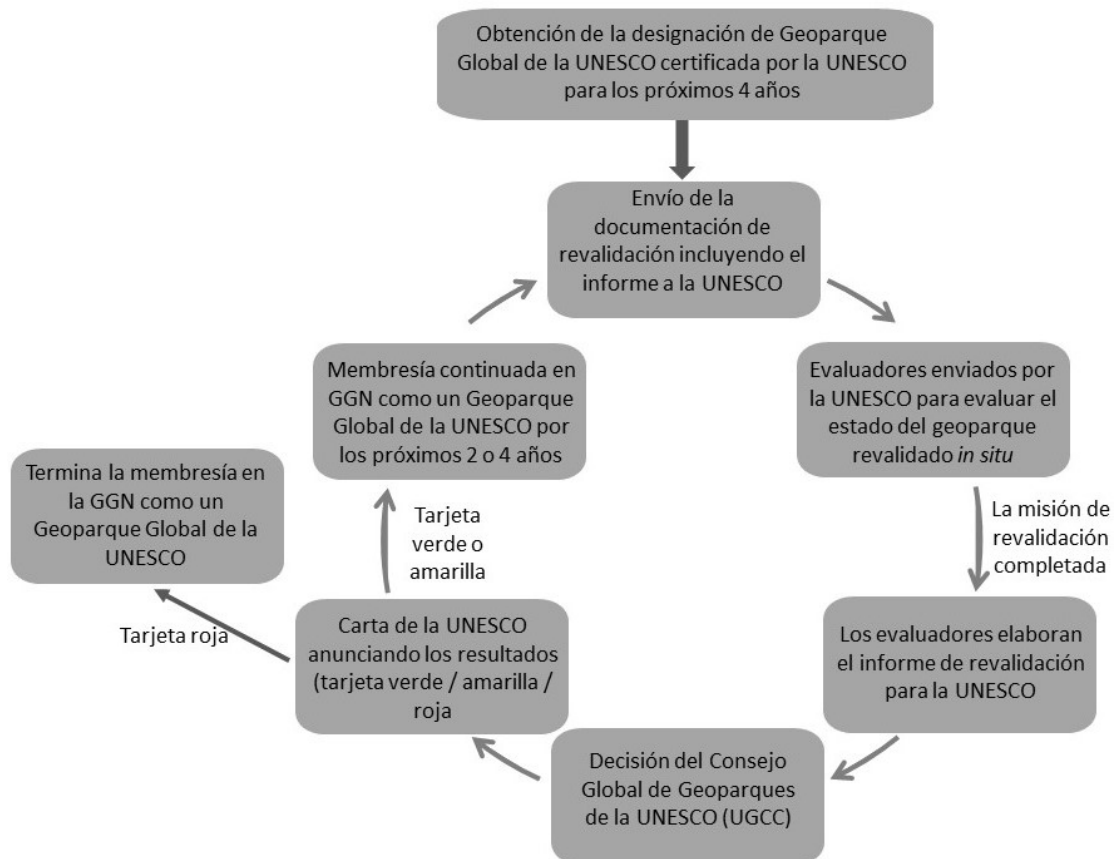 Obtención de la designación de Geoparque
Global de la UNESCO certificada por la UNESCO
para los próximos 4 años
Envío de la
documentación de
revalidación incluyendo el
informe a la UNESCO
Evaluadores enviados por
la UNESCO para evaluar el
estado del geoparque
revalidado in situ
La misión de
revalidación
completada
Los evaluadores elaboran
el informe de revalidación
para la UNESCO
Decisión del Consejo
Global de Geoparques
de la UNESCO (UGCC)
Carta de la UNESCO
anunciando los resultados
(tarjeta verde / amarilla /
roja
Tarjeta
verde o
amarilla
Membresía continuada en
GGN como un Geoparque
Global de la UNESCO por
los próximos 2 o 4 años
Tarjeta roja
Termina la membresía en
la GGN como un
Geoparque Global de la
UNESCO